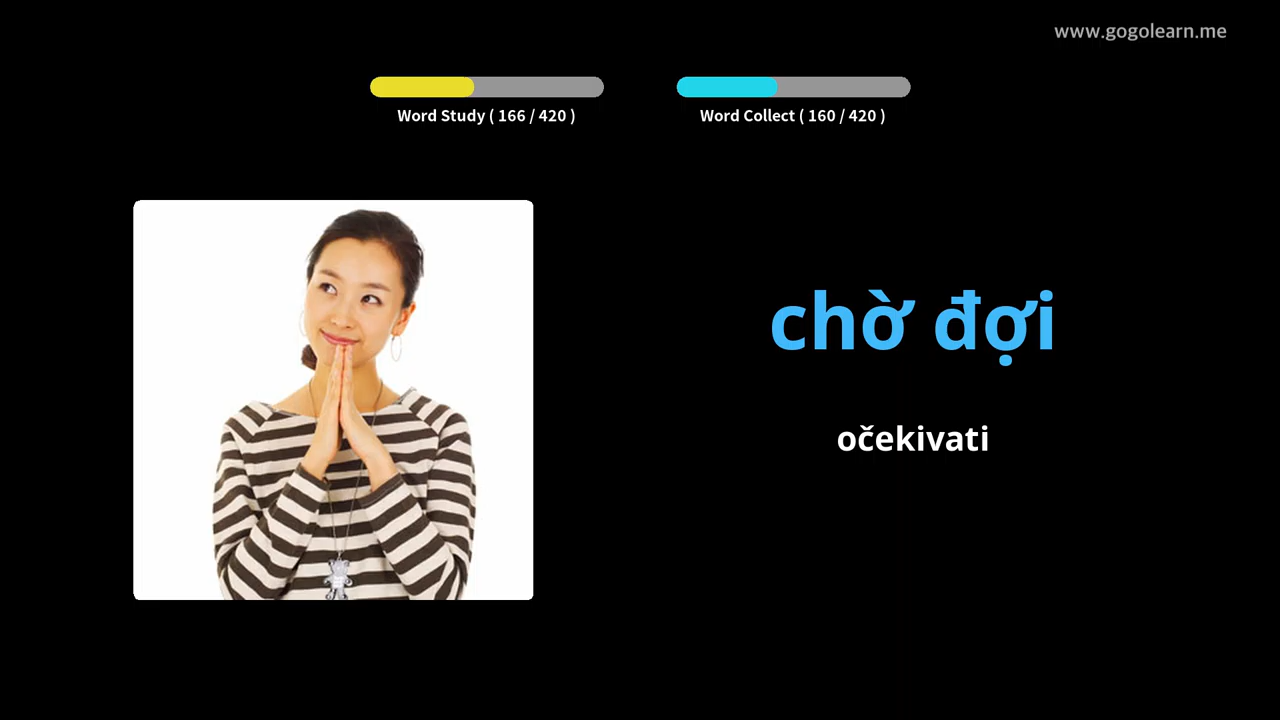 www.gogolearn.me
Word Study ( 166 / 420 )
Word Collect ( 160 / 420 )
chờ đợi
očekivati